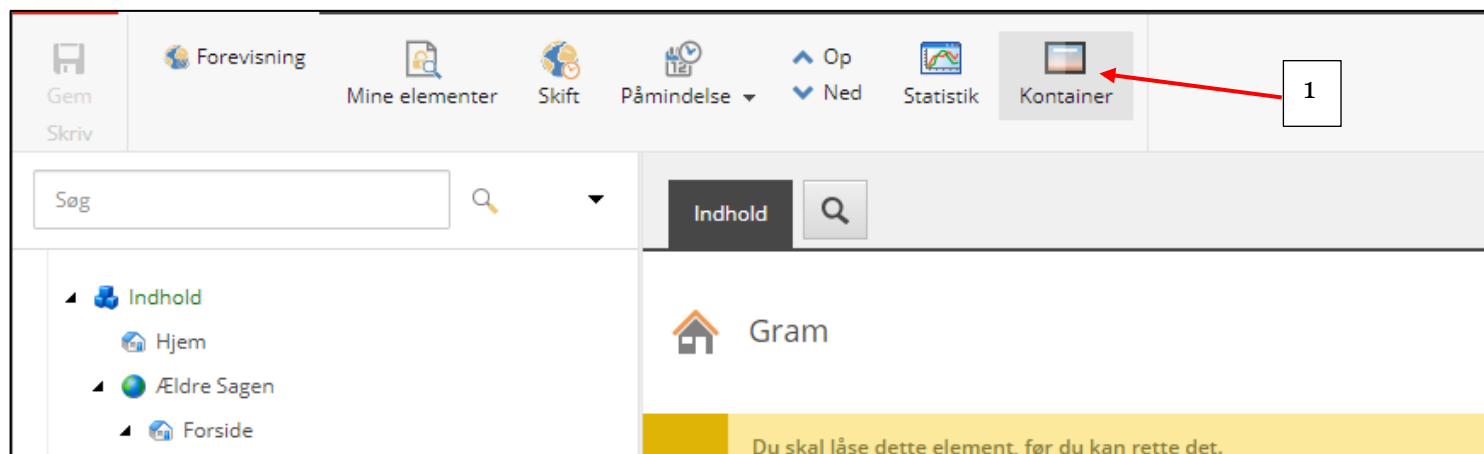 Gem
Skriv
Forevisning
Mine elementer
Skift
Påmindelse
Op
Ned
Statistik
Kontainer
1
Søg
Indhold
Hjem
Ældre Sagen
Forside
Indhold
Gram
Du skal låse dette element, før du kan rette det.